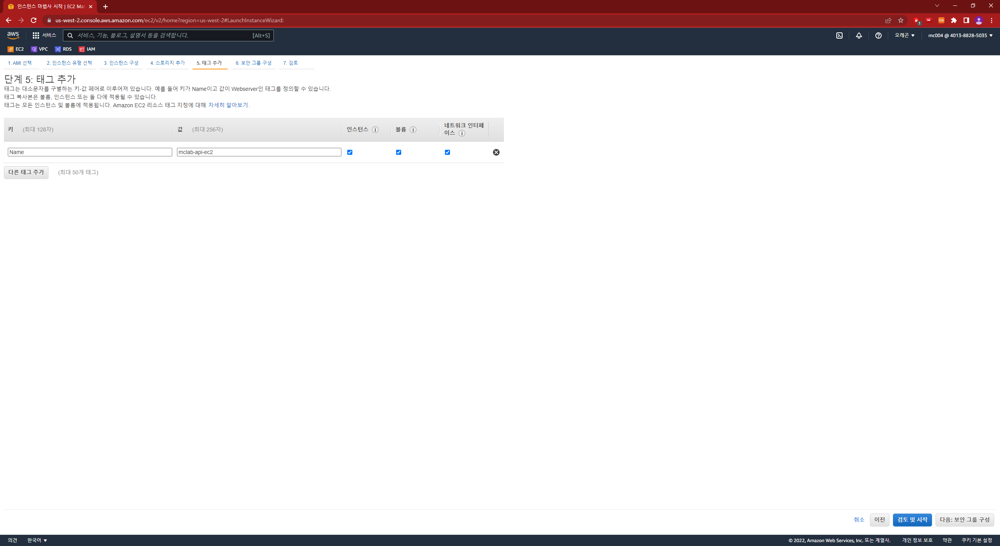 인스턴스 마법사 시작 | EC2 Mar
us-west-2.console.aws.amazon.com/ec2/v2/home?region=us-west-2#LaunchInstanceWizard:
1
aws 서비스 서비스, 기능, 블로그, 설명서 등을 검색합니다. [Alt+S] 오레곤 mc004 @ 4013-8828-5035
EC2 VPC RDS IAM
1. AMI 선택 2. 인스턴스 유형 선택 3. 인스턴스 구성 4. 스토리지 추가 5. 태그 추가 6. 보안 그룹 구성 7. 검토
단계 5: 태그 추가
태그는 대소문자를 구별하는 키-값 페어로 이루어져 있습니다. 예를 들어 키가 Name이고 값이 Webserver인 태그를 정의할 수 있습니다.
태그 복사본은 볼륨, 인스턴스 또는 둘 다에 적용될 수 있습니다.
태그는 모든 인스턴스 및 볼륨에 적용됩니다. Amazon EC2 리소스 태그 지정에 대해 자세히 알아보기.
키 (최대 128자) 값 (최대 256자) 인스턴스 볼륨 네트워크 인터페
이스
Name mclab-api-ec2
다른 태그 추가 (최대 50개 태그)
취소 이전 검토 및 시작 다음: 보안 그룹 구성
의견 한국어 © 2022, Amazon Web Services, Inc. 또는 계열사. 개인 정보 보호 약관 쿠키 기본 설정